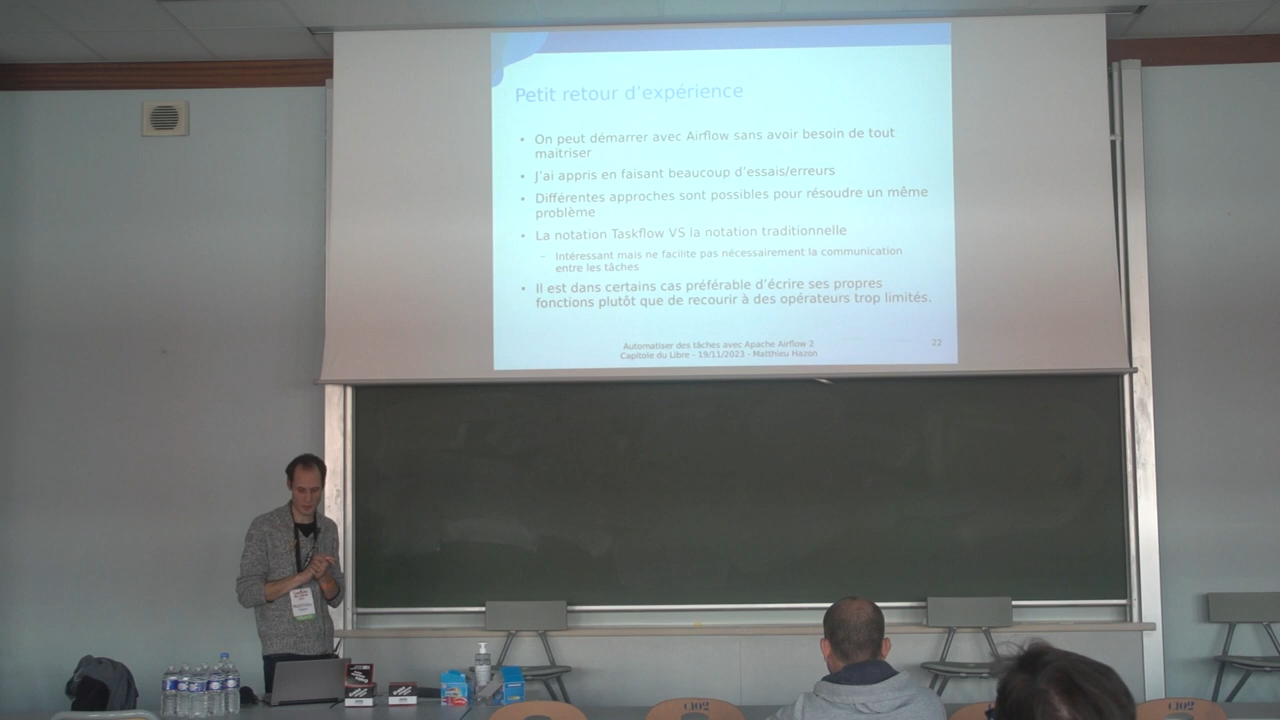 Petit retour d'expérience
• On peut démarrer avec Airflow sans avoir besoin de tout
maitriser
• J'ai appris en faisant beaucoup d'essais/erreurs
• Différentes approches sont possibles pour résoudre un même
problème
• La notation Taskflow VS la notation traditionnelle
– Intéressant mais ne facilite pas nécessairement la communication
entre les tâches
• Il est dans certains cas préférable d'écrire ses propres
fonctions plutôt que de recourir à des opérateurs trop limités.
Automatiser des tâches avec Apache Airflow 2
Capitole du Libre - 19/11/2023 - Matthieu Hazon
22
C102
C102